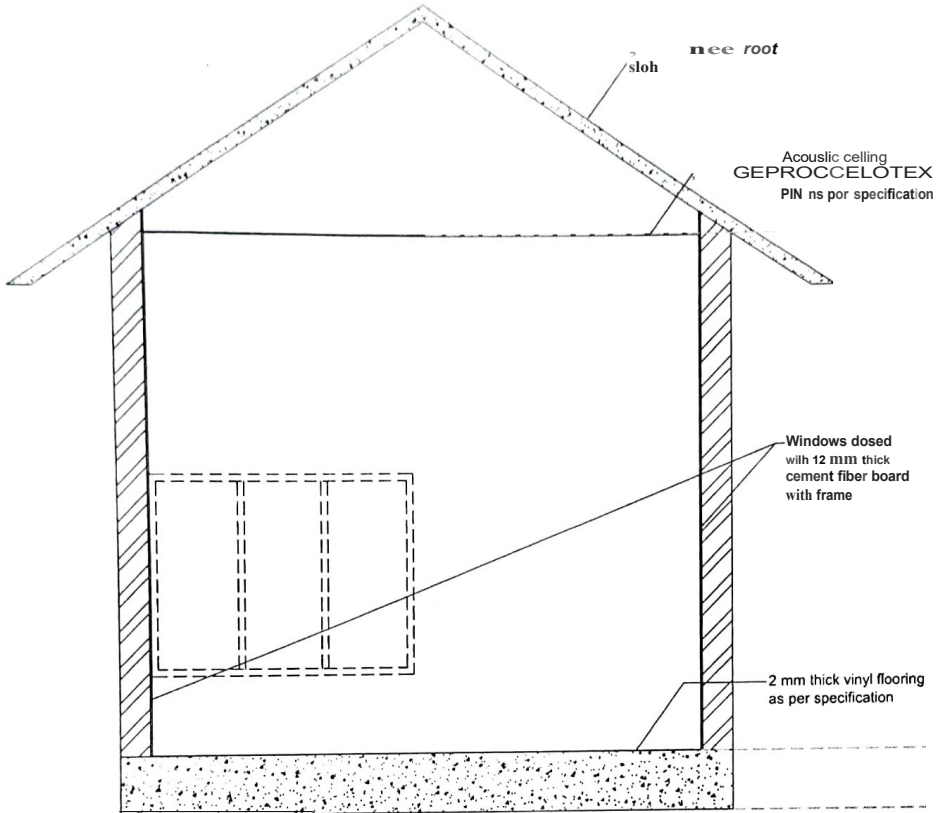 nee root
sloh
Acouslic celling
GEPROCCELOTEX
PIN ns por specification
Windows dosed
wilh 12 mm thick
cement fiber board
with frame
2 mm thick vinyl flooring
as per specification